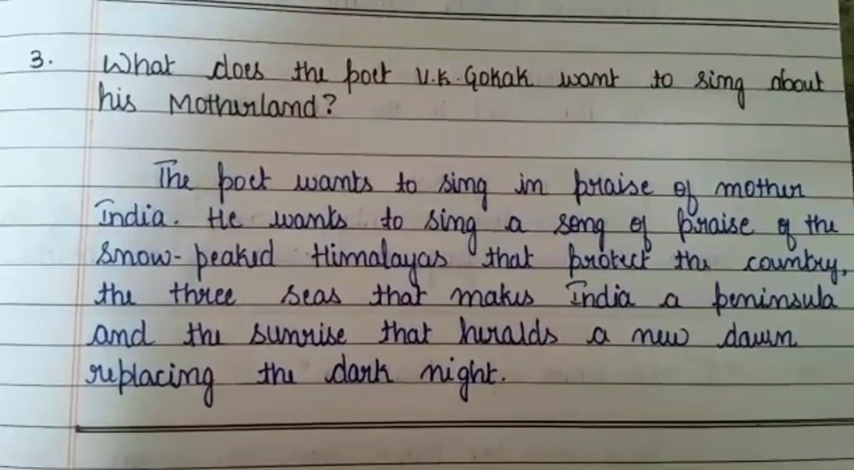 3. What does the poet V.K. Gokak want to sing about
his Motherland?
The poet wants to sing in praise of mother
India. He wants to sing a song of praise of the
snow-peaked Himalayas that protect the country,
the three seas that makes India a peninsula
and the sunrise that heralds a new dawn
replacing the dark night.